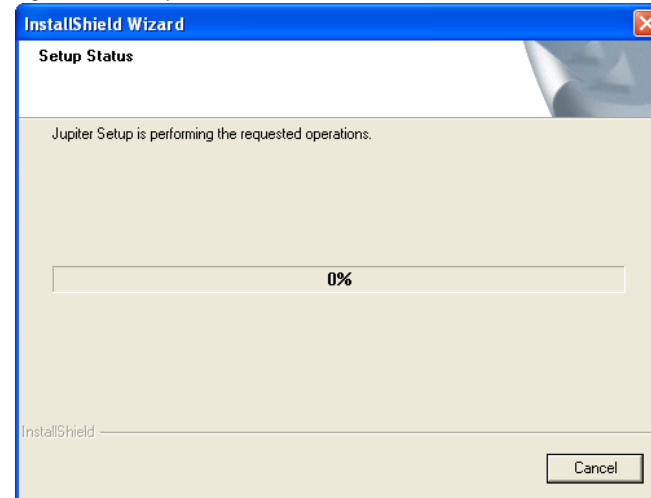 InstallShield Wizard
Setup Status
Jupiter Setup is performing the requested operations.
0%
InstallShield
Cancel